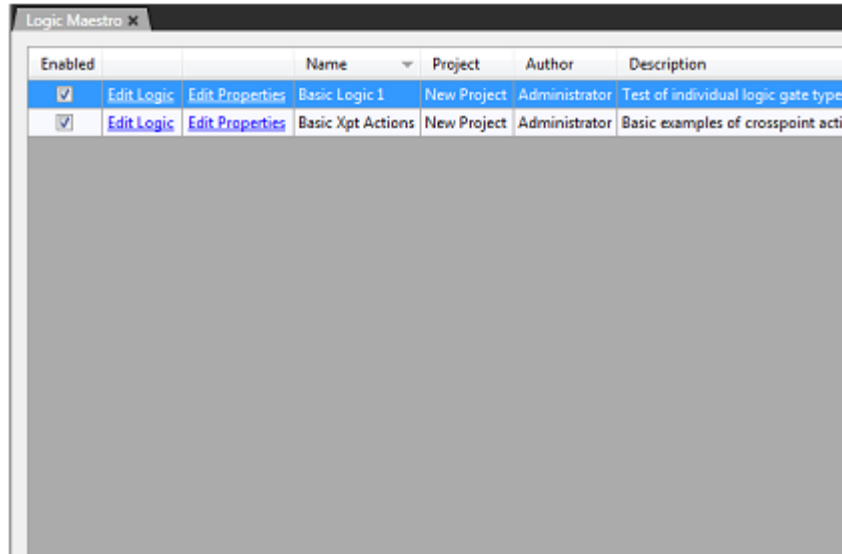 Logic Maestro
Enabled Name Project Author Description
Edit Logic Edit Properties Basic Logic 1 New Project Administrator Test of individual logic gate type
Edit Logic Edit Properties Basic Xpt Actions New Project Administrator Basic examples of crosspoint acti